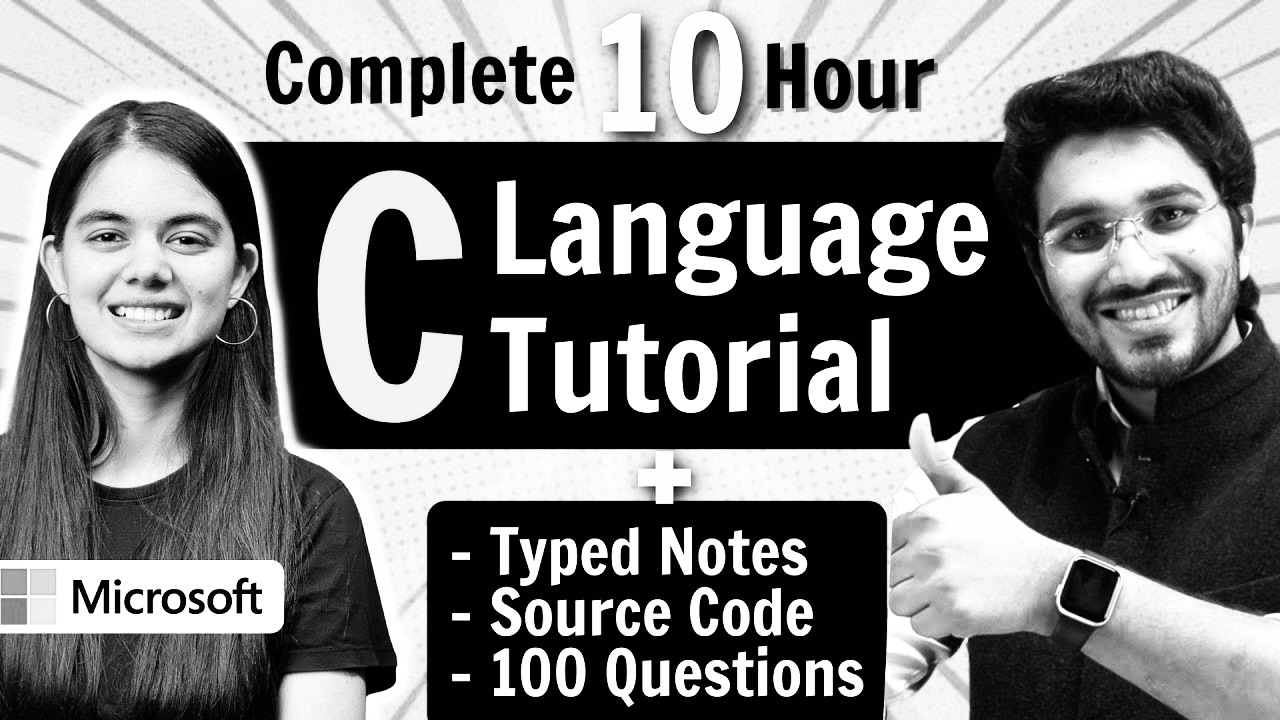 Complete 10 Hour
C Language
Tutorial
+
- Typed Notes
- Source Code
- 100 Questions
Microsoft